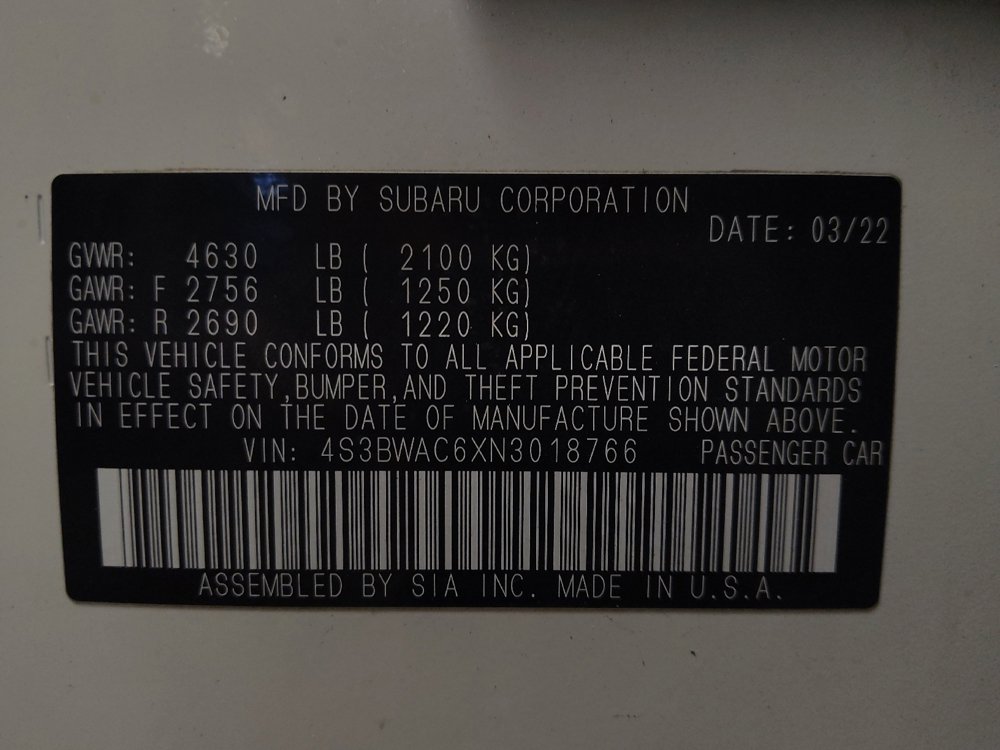 MFD BY SUBARU CORPORATION
DATE: 03/22
GVWR: 4630 LB ( 2100 KG)
GAWR: F 2756 LB ( 1250 KG)
GAWR: R 2690 LB ( 1220 KG)
THIS VEHICLE CONFORMS TO ALL APPLICABLE FEDERAL MOTOR
VEHICLE SAFETY,BUMPER,AND THEFT PREVENTION STANDARDS
IN EFFECT ON THE DATE OF MANUFACTURE SHOWN ABOVE.
VIN: 4S3BWAC6XN3018766 PASSENGER CAR
ASSEMBLED BY SIA INC. MADE IN U.S.A.